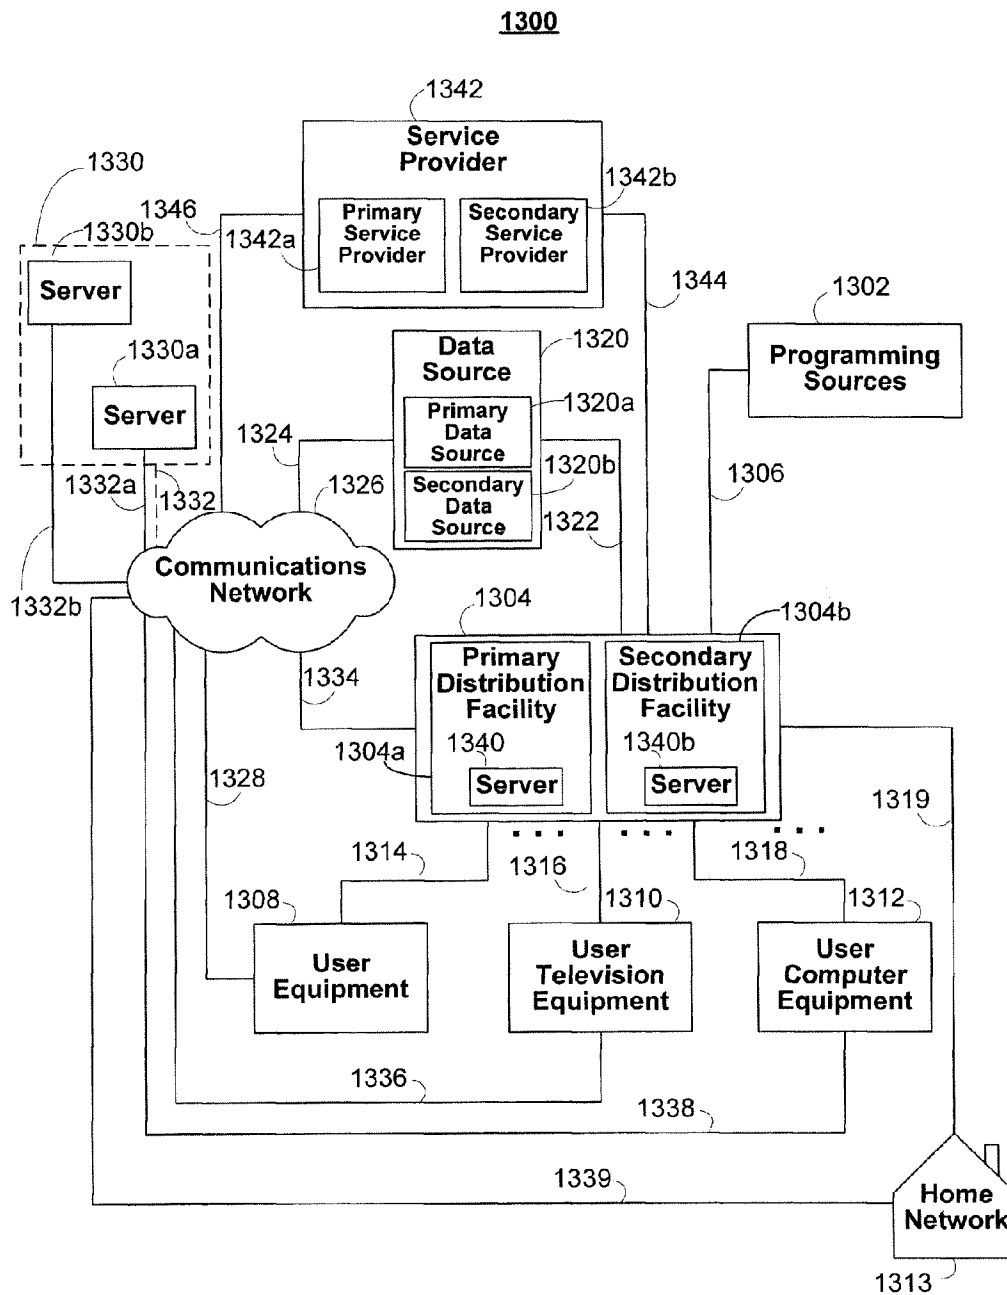 1300
1342
Service
Provider
1330
1342b
1346
1330b
Primary
Service
Provider
Secondary
Service
Provider
1342a
Server
1344
1302
1330a
Data
Source
1320
Programming
Sources
Server
1320a
Primary
Data
Source
1324
1320b
1332a
1332
1326
Secondary
Data
Source
1322
1306
Communications
Network
1332b
1304
1304b
Primary
Distribution
Facility
Secondary
Distribution
Facility
1334
1304a
1340
1340b
Server
Server
1328
1319
1314
1316
1318
1308
1310
1312
User
Equipment
User
Television
Equipment
User
Computer
Equipment
1336
1338
1339
Home
Network
1313